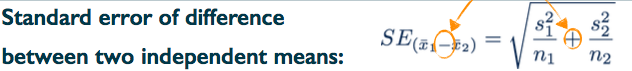 Standard error of difference
between two independent means:
SE(x̄₁−x̄₂) = √(s₁²/n₁ + s₂²/n₂)